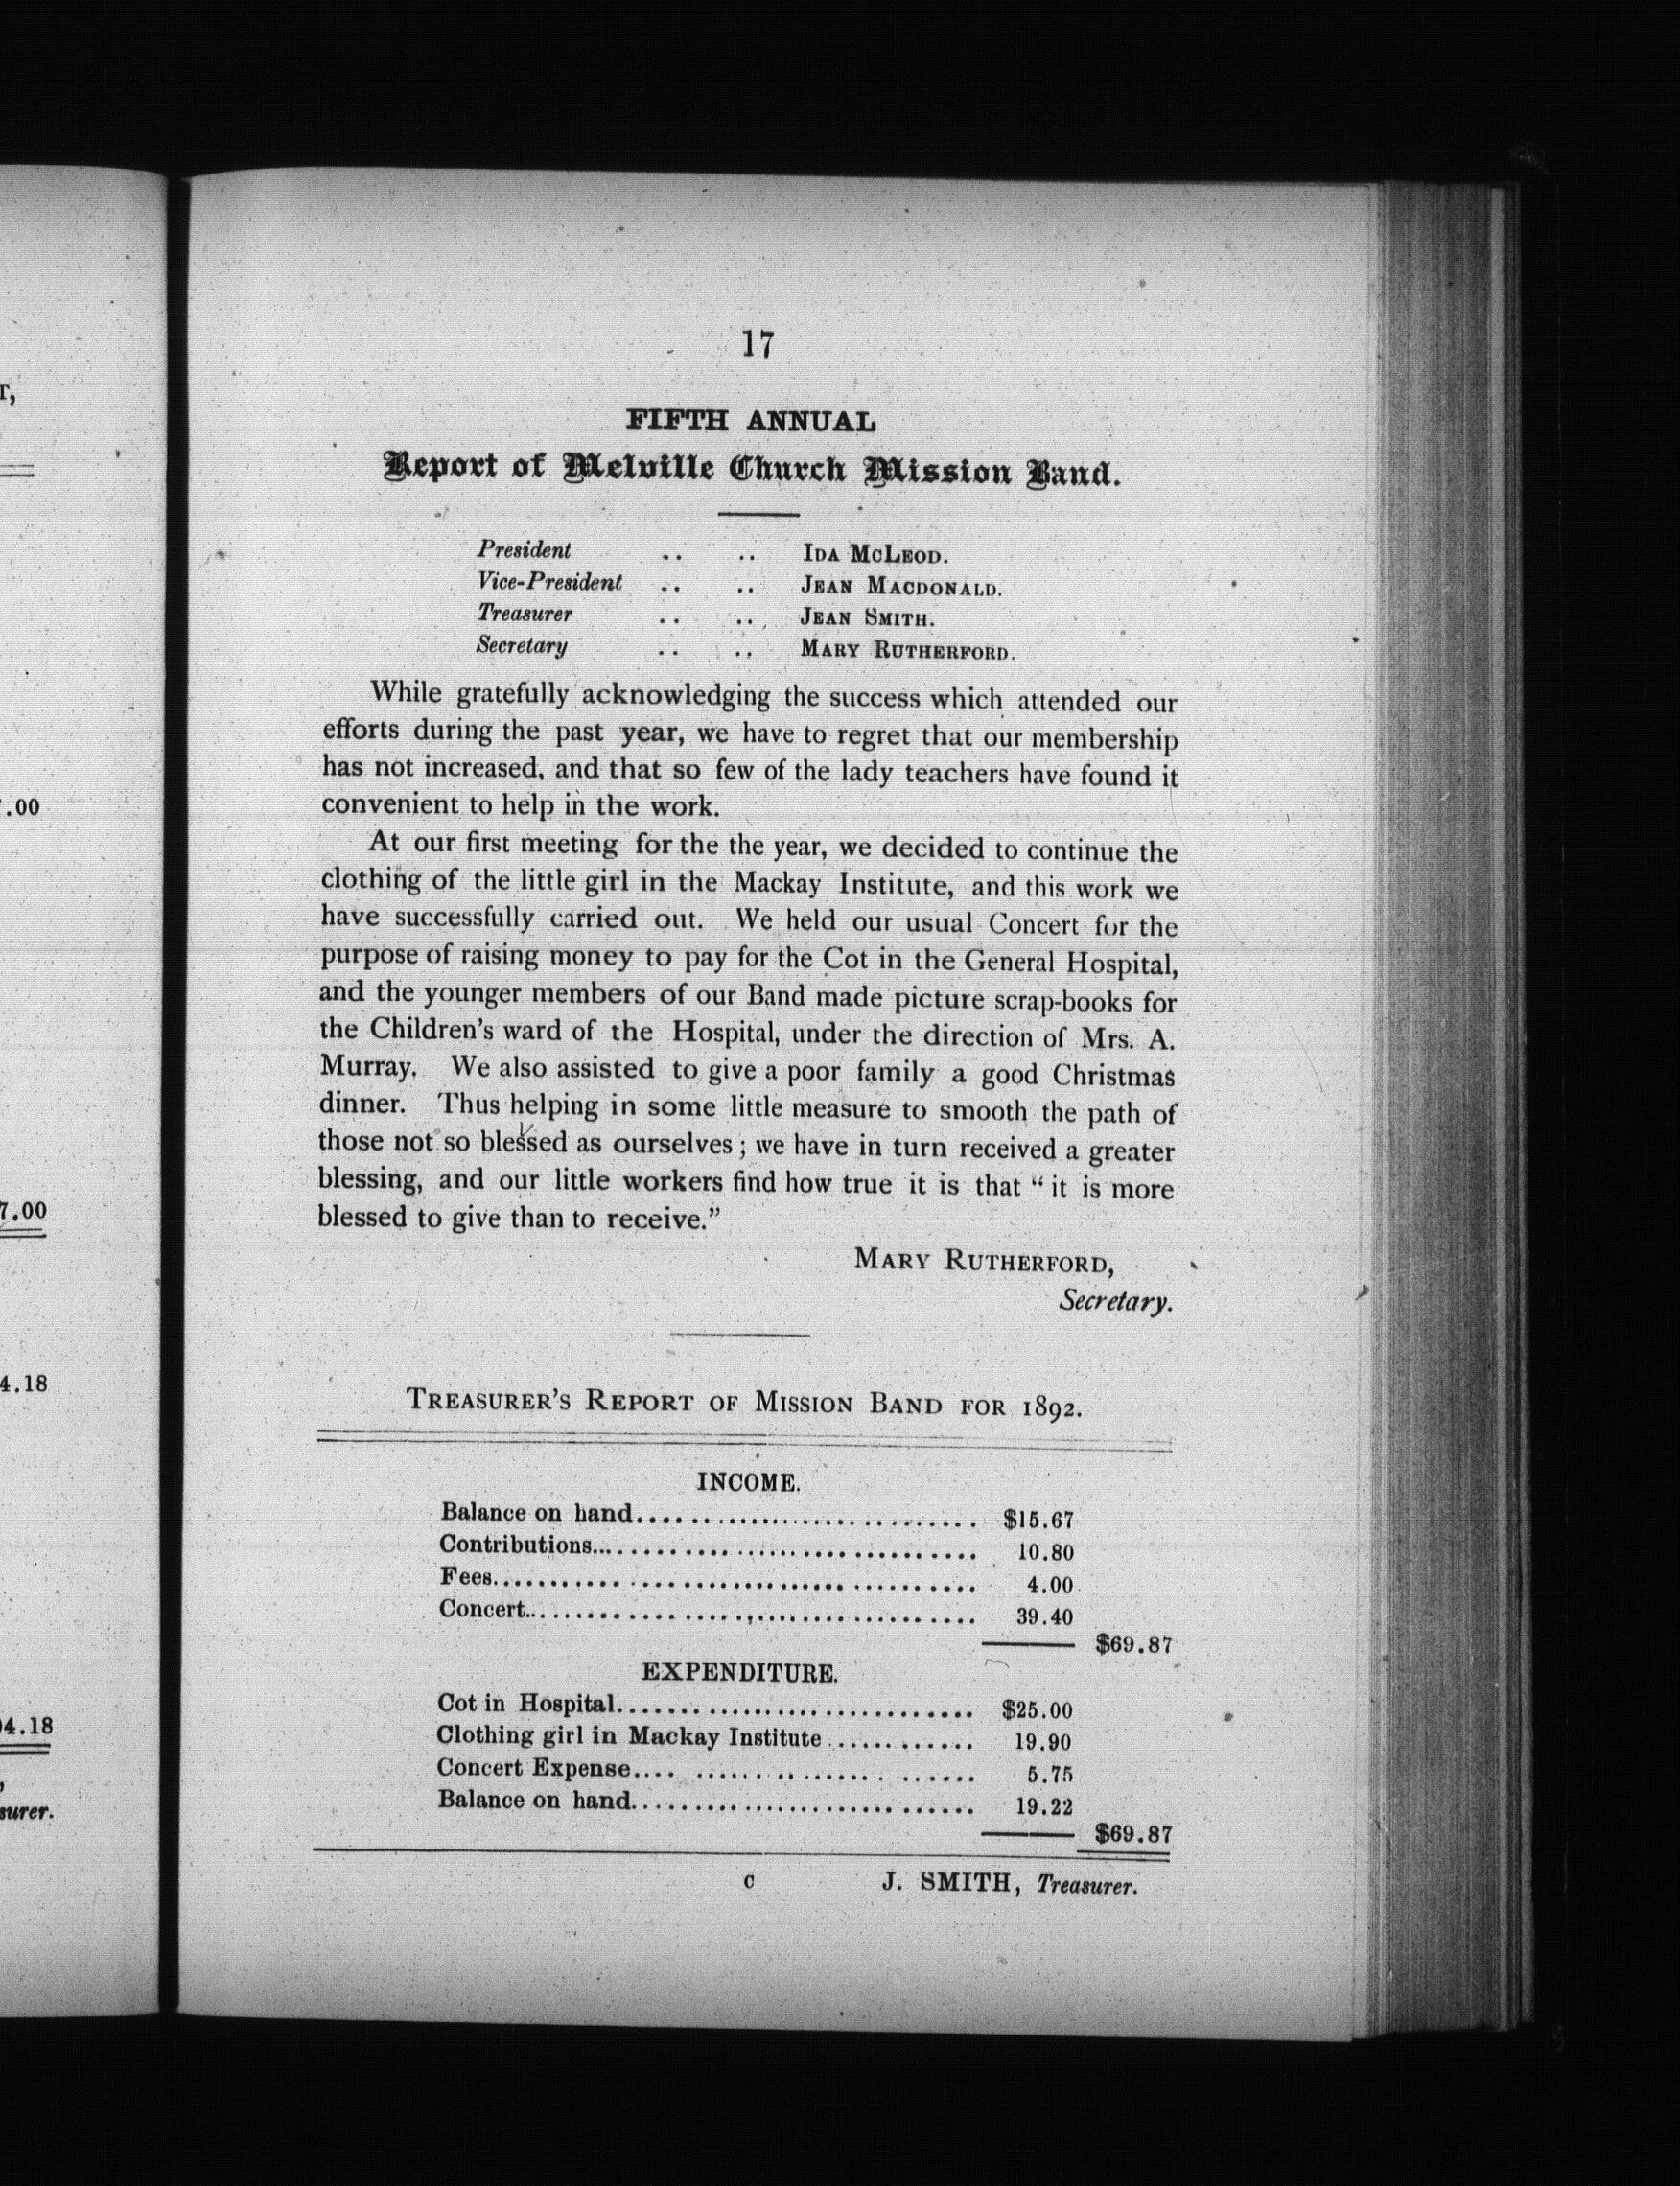 T,
.00
7.00
4.18
04.18
surer.
17
FIFTH ANNUAL
Report of Melville Church Mission Band.
President .. .. IDA MCLEOD.
Vice-President .. .. JEAN MACDONALD.
Treasurer .. .. JEAN SMITH.
Secretary .. .. MARY RUTHERFORD.
While gratefully acknowledging the success which attended our
efforts during the past year, we have to regret that our membership
has not increased, and that so few of the lady teachers have found it
convenient to help in the work.
At our first meeting for the the year, we decided to continue the
clothing of the little girl in the Mackay Institute, and this work we
have successfully carried out. We held our usual Concert for the
purpose of raising money to pay for the Cot in the General Hospital,
and the younger members of our Band made picture scrap-books for
the Children's ward of the Hospital, under the direction of Mrs. A.
Murray. We also assisted to give a poor family a good Christmas
dinner. Thus helping in some little measure to smooth the path of
those not so blessed as ourselves; we have in turn received a greater
blessing, and our little workers find how true it is that "it is more
blessed to give than to receive."
MARY RUTHERFORD,
Secretary.
TREASURER'S REPORT OF MISSION BAND FOR 1892.
INCOME.
Balance on hand.............................. $15.67
Contributions................................. 10.80
Fees.......................................... 4.00
Concert....................................... 39.40
$69.87
EXPENDITURE.
Cot in Hospital............................... $25.00
Clothing girl in Mackay Institute ............ 19.90
Concert Expense.... .......................... 5.75
Balance on hand............................... 19.22
$69.87
C J. SMITH, Treasurer.